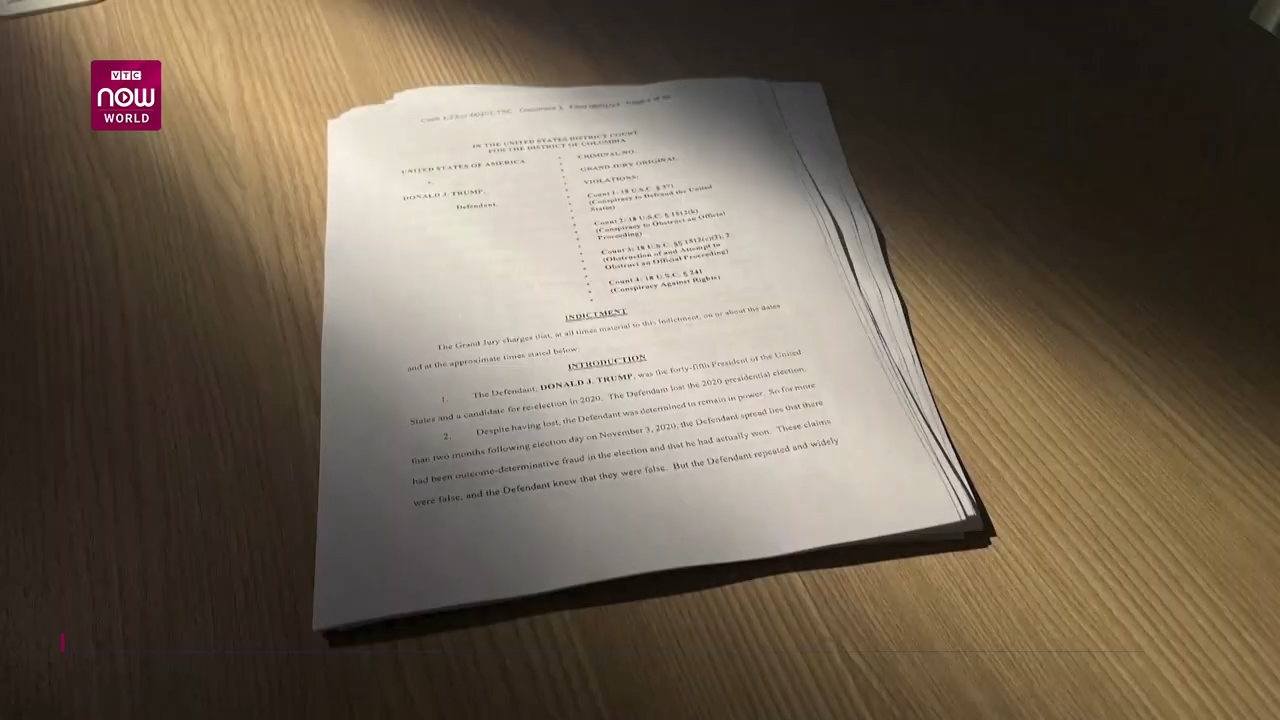 VTC
now
WORLD
IN THE UNITED STATES DISTRICT COURT
FOR THE DISTRICT OF COLUMBIA
UNITED STATES OF AMERICA
v.
DONALD J. TRUMP,
Defendant.
CRIMINAL NO.
GRAND JURY ORIGINAL
VIOLATIONS:
Count 1: 18 U.S.C. § 371
(Conspiracy to Defraud the United
States)
Count 2: 18 U.S.C. § 1512(k)
(Conspiracy to Obstruct an Official
Proceeding)
Count 3: 18 U.S.C. §§ 1512(c)(2), 2
(Obstruction of and Attempt to
Obstruct an Official Proceeding)
Count 4: 18 U.S.C. § 241
(Conspiracy Against Rights)
INDICTMENT
The Grand Jury charges that, at all times material to this Indictment, on or about the dates
and at the approximate times stated below:
INTRODUCTION
1. The Defendant, DONALD J. TRUMP, was the forty-fifth President of the United
States and a candidate for re-election in 2020. The Defendant lost the 2020 presidential election.
2. Despite having lost, the Defendant was determined to remain in power. So for more
than two months following election day on November 3, 2020, the Defendant spread lies that there
had been outcome-determinative fraud in the election and that he had actually won. These claims
were false, and the Defendant knew that they were false. But the Defendant repeated and widely